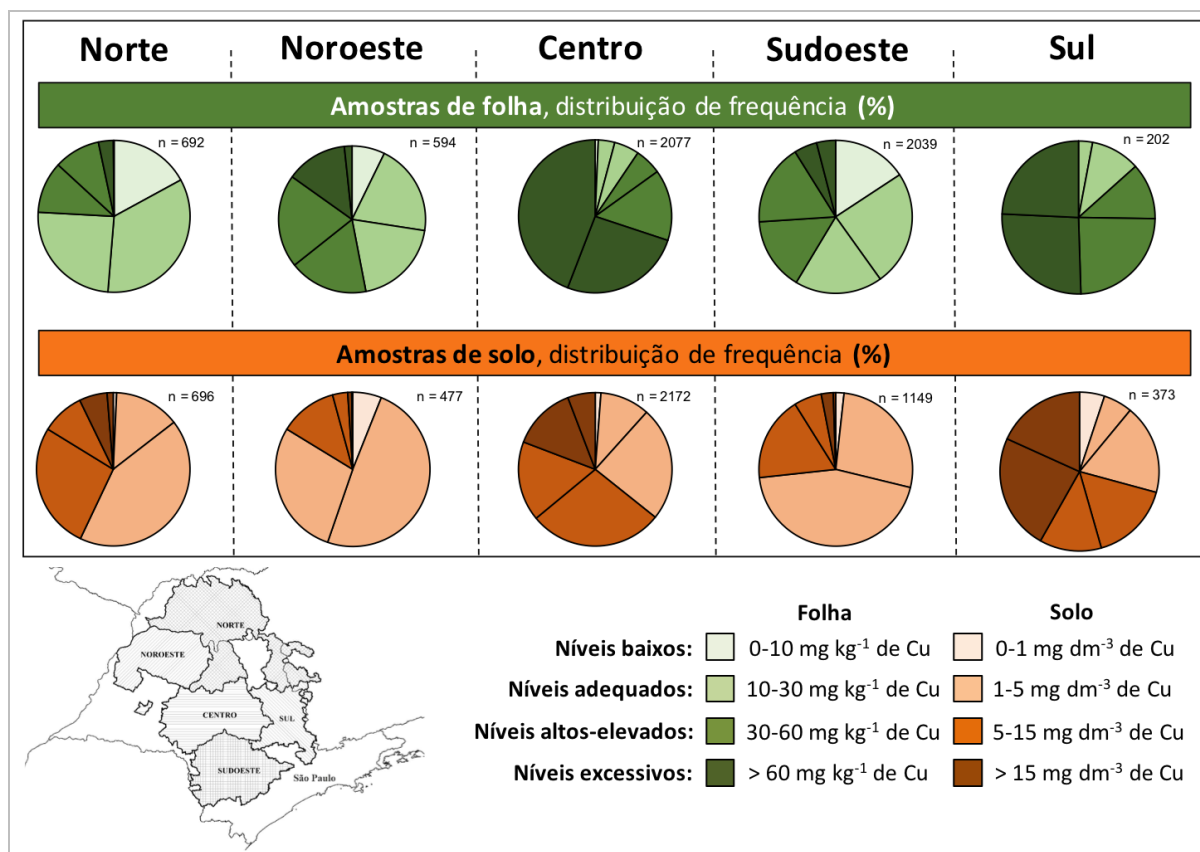 Norte Noroeste Centro Sudoeste Sul
Amostras de folha, distribuição de frequência (%)
n = 692 n = 594 n = 2077 n = 2039 n = 202
Amostras de solo, distribuição de frequência (%)
n = 696 n = 477 n = 2172 n = 1149 n = 373
NORTE
NOROESTE
CENTRO
SUL
SUDOESTE
São Paulo
Folha Solo
Níveis baixos: 0-10 mg kg⁻¹ de Cu 0-1 mg dm⁻³ de Cu
Níveis adequados: 10-30 mg kg⁻¹ de Cu 1-5 mg dm⁻³ de Cu
Níveis altos-elevados: 30-60 mg kg⁻¹ de Cu 5-15 mg dm⁻³ de Cu
Níveis excessivos: > 60 mg kg⁻¹ de Cu > 15 mg dm⁻³ de Cu